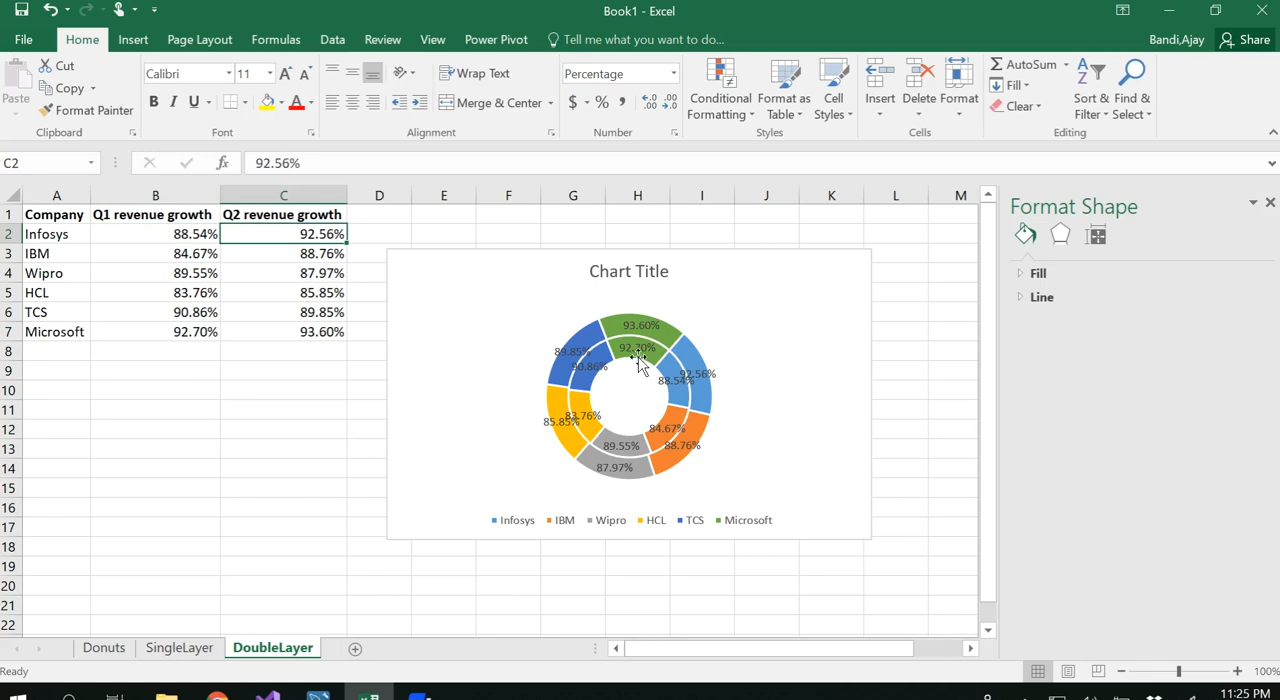 Book1 - Excel
File Home Insert Page Layout Formulas Data Review View Power Pivot Tell me what you want to do... Bandi,Ajay Share
Paste Cut Copy Format Painter Clipboard
Calibri 11 B I U Font
Wrap Text Merge & Center Alignment
Percentage $ % , .00 Number
Conditional Formatting Format as Table Cell Styles Styles
Insert Delete Format Cells
AutoSum Fill Clear Sort & Filter Find & Select Editing
C2 fx 92.56%
A B C D E F G H I J K L M
1 Company Q1 revenue growth Q2 revenue growth
2 Infosys 88.54% 92.56%
3 IBM 84.67% 88.76%
4 Wipro 89.55% 87.97%
5 HCL 83.76% 85.85%
6 TCS 90.86% 89.85%
7 Microsoft 92.70% 93.60%
8
9
10
11
12
13
14
15
16
17
18
19
20
21
22
Chart Title
93.60%
92.70%
89.85% 90.86%
88.54% 92.56%
85.85% 83.76%
84.67% 88.76%
89.55%
87.97%
Infosys IBM Wipro HCL TCS Microsoft
Format Shape
Fill
Line
Donuts SingleLayer DoubleLayer
Ready 100%
11:25 PM